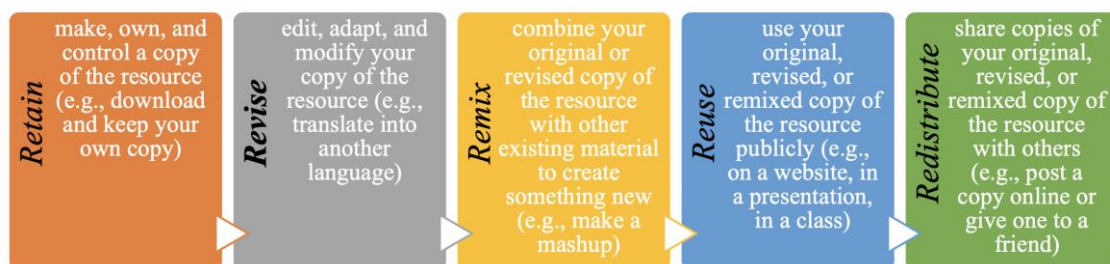 Retain
make, own, and
control a copy
of the resource
(e.g., download
and keep your
own copy)
Revise
edit, adapt, and
modify your
copy of the
resource (e.g.,
translate into
another
language)
Remix
combine your
original or
revised copy of
the resource
with other
existing material
to create
something new
(e.g., make a
mashup)
Reuse
use your
original,
revised, or
remixed copy of
the resource
publicly (e.g.,
on a website, in
a presentation,
in a class)
Redistribute
share copies of
your original,
revised, or
remixed copy of
the resource
with others
(e.g., post a
copy online or
give one to a
friend)